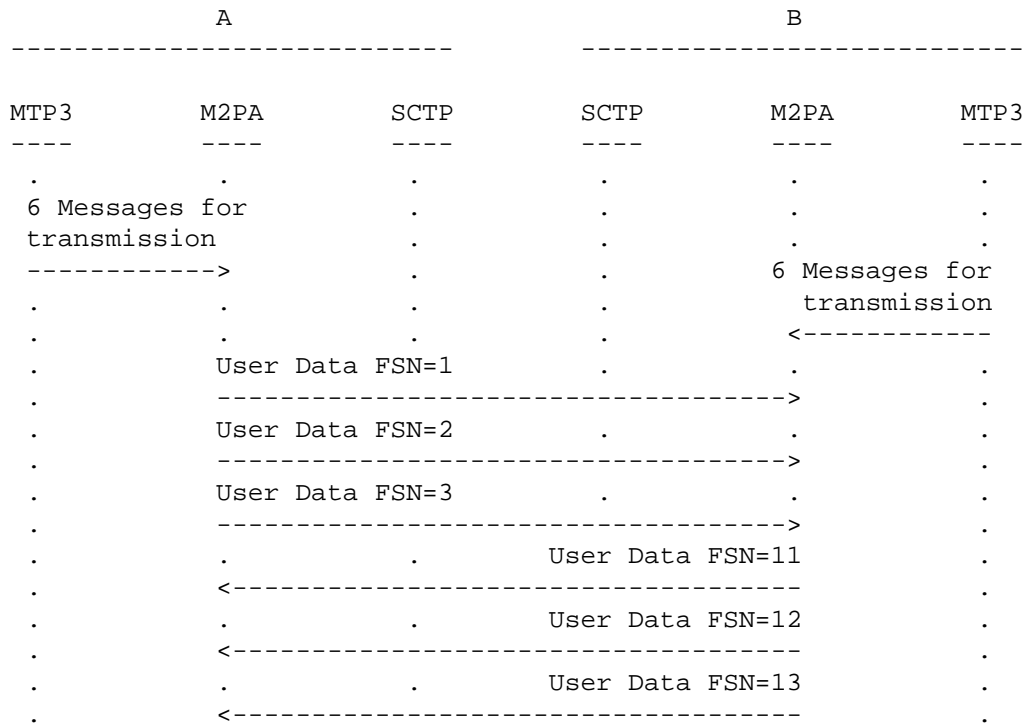 A B
---------------------------- ----------------------------
MTP3 M2PA SCTP SCTP M2PA MTP3
---- ---- ---- ---- ---- ----
. . . . . .
6 Messages for . . . .
transmission . . . .
------------> . . 6 Messages for
. . . . transmission
. . . . <------------
. User Data FSN=1 . . .
. ------------------------------------> .
. User Data FSN=2 . . .
. ------------------------------------> .
. User Data FSN=3 . . .
. ------------------------------------> .
. . . User Data FSN=11 .
. <------------------------------------ .
. . . User Data FSN=12 .
. <------------------------------------ .
. . . User Data FSN=13 .
. <------------------------------------ .